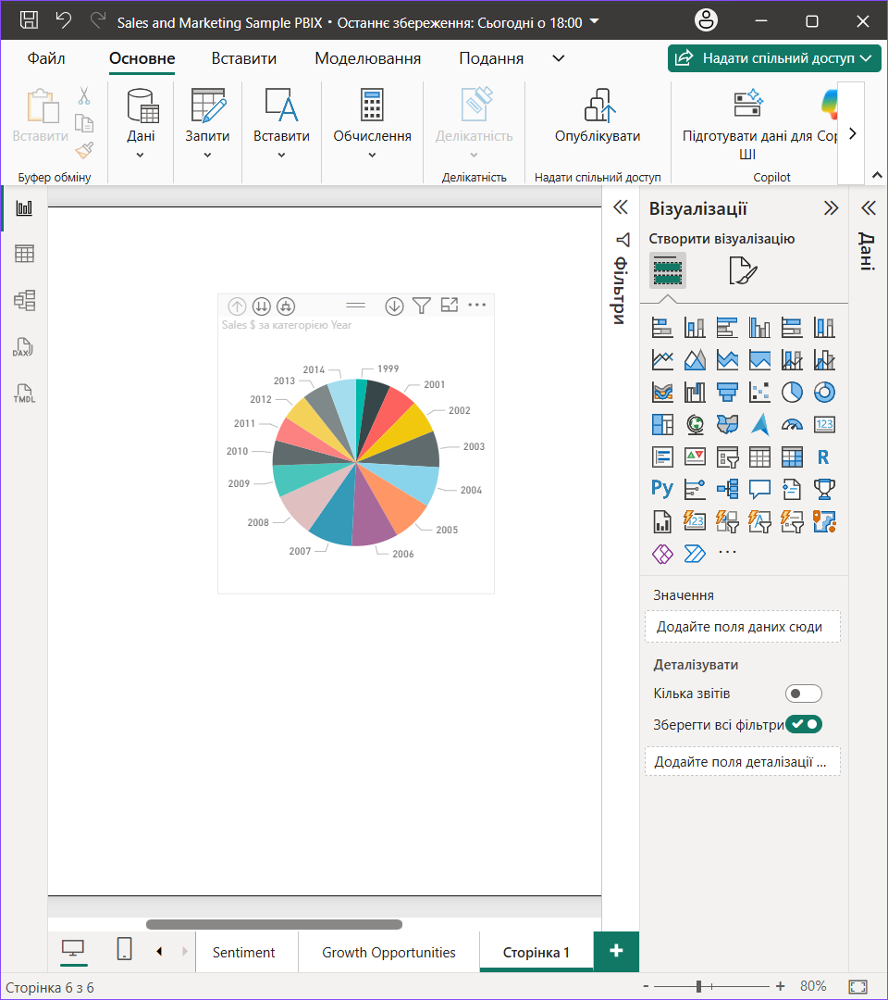 Sales and Marketing Sample PBIX • Останнє збереження: Сьогодні о 18:00
Файл Основне Вставити Моделювання Подання Надати спільний доступ
Вставити Дані Запити Вставити Обчислення Делікатність Опублікувати Підготувати дані для ШІ Cop
Буфер обміну Делікатність Надати спільний доступ Copilot
DAX
TMDL
Sales $ за категорією Year
1999
2001
2002
2003
2004
2005
2006
2007
2008
2009
2010
2011
2012
2013
2014
Фільтри
Візуалізації
Створити візуалізацію
123
R
Py
123
Значення
Додайте поля даних сюди
Деталізувати
Кілька звітів
Зберегти всі фільтри
Додайте поля деталізації ...
Дані
Sentiment Growth Opportunities Сторінка 1
Сторінка 6 з 6 - + 80%